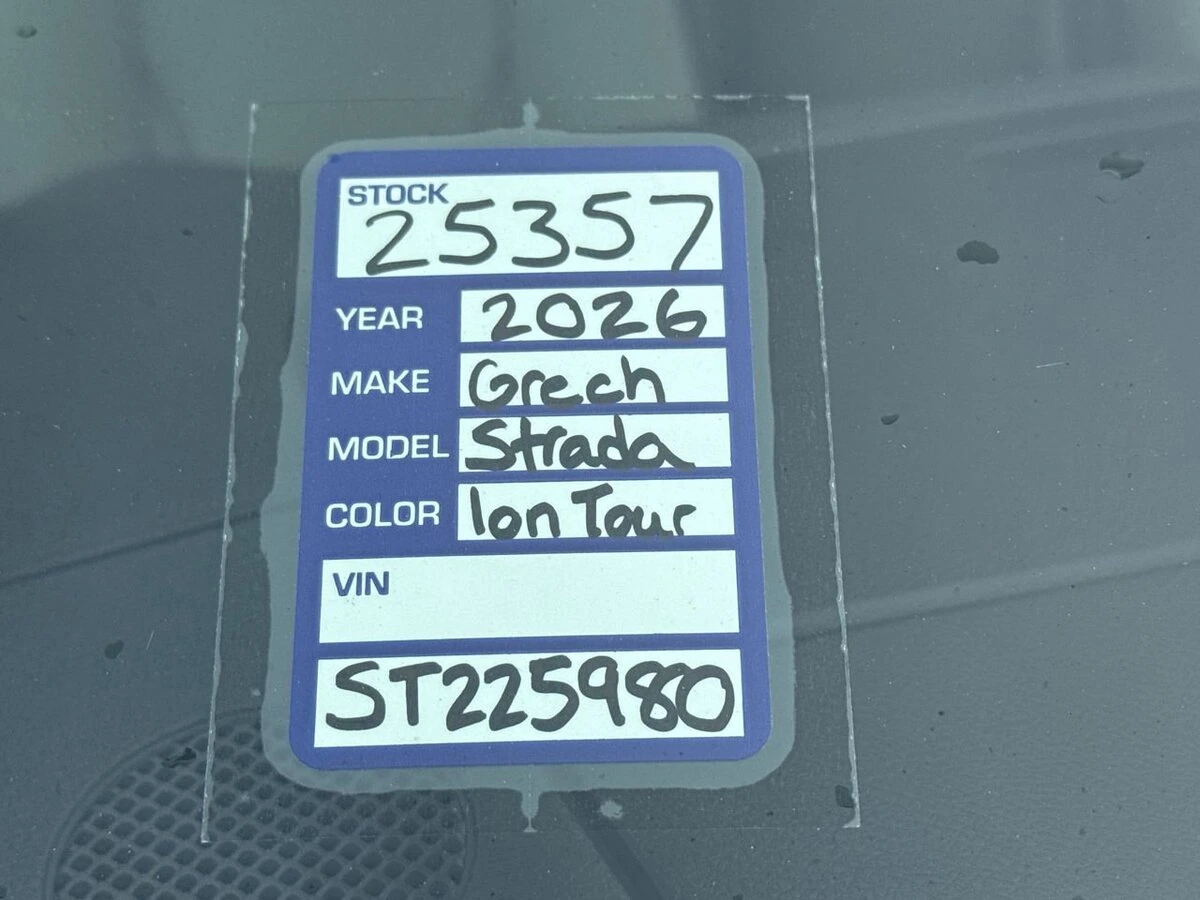 STOCK
25357
YEAR 2026
MAKE Grech
MODEL Strada
COLOR Ion Tour
VIN
ST225980